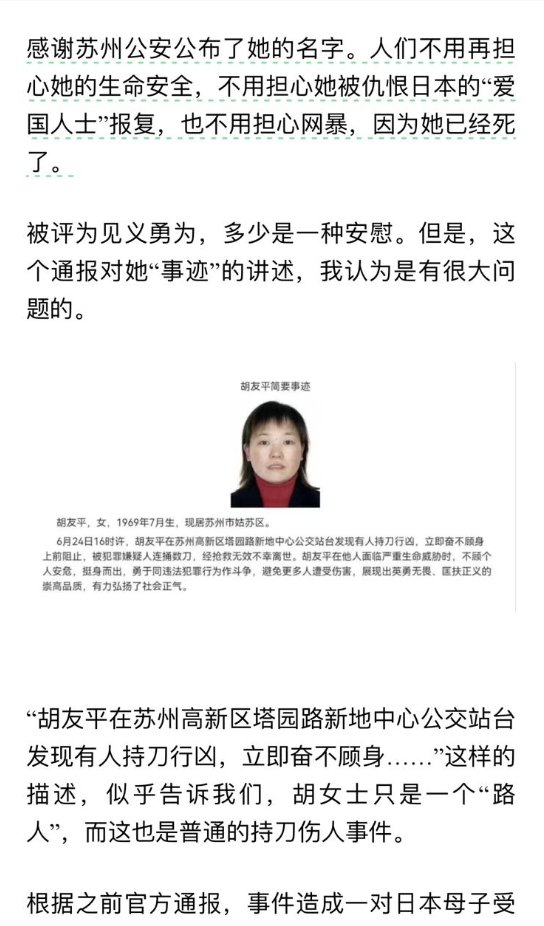 感谢苏州公安公布了她的名字。人们不用再担
心她的生命安全，不用担心她被仇恨日本的“爱
国人士”报复，也不用担心网暴，因为她已经死
了。
被评为见义勇为，多少是一种安慰。但是，这
个通报对她“事迹”的讲述，我认为是有很大问
题的。
胡友平简要事迹
胡友平，女，1969年7月生，现居苏州市姑苏区。
6月24日16时许，胡友平在苏州高新区塔园路新地中心公交站台发现有人持刀行凶，立即奋不顾身
上前阻止，被犯罪嫌疑人连捅数刀，经抢救无效不幸离世。胡友平在他人面临严重生命威胁时，不顾个
人安危，挺身而出，勇于同违法犯罪行为作斗争，避免更多人遭受伤害，展现出英勇无畏、匡扶正义的
崇高品质，有力弘扬了社会正气。
“胡友平在苏州高新区塔园路新地中心公交站台
发现有人持刀行凶，立即奋不顾身……”这样的
描述，似乎告诉我们，胡女士只是一个“路
人”，而这也是普通的持刀伤人事件。
根据之前官方通报，事件造成一对日本母子受